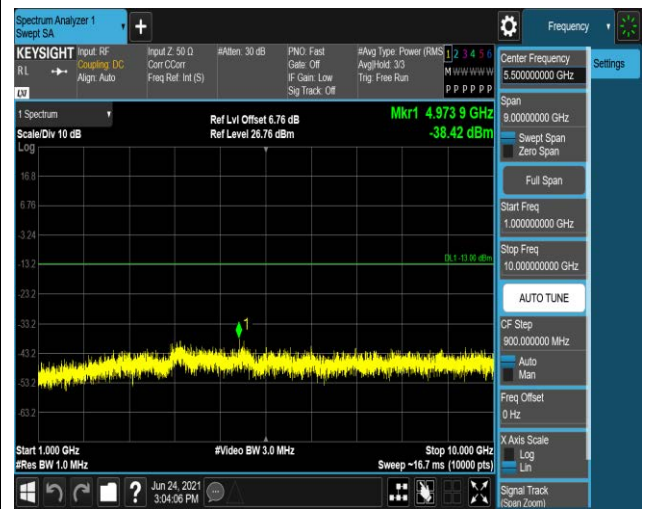 Spectrum Analyzer 1
Swept SA
Frequency
KEYSIGHT
RL
LXI
Input: RF
Coupling: DC
Align: Auto
Input Z: 50 Ω
Corr CCorr
Freq Ref: Int (S)
#Atten: 30 dB
PNO: Fast
Gate: Off
IF Gain: Low
Sig Track: Off
#Avg Type: Power (RMS
Avg|Hold: 3/3
Trig: Free Run
1 2 3 4 5 6
M W W W W W
P P P P P P
1 Spectrum
Scale/Div 10 dB
Log
Ref Lvl Offset 6.76 dB
Ref Level 26.76 dBm
Mkr1 4.973 9 GHz
-38.42 dBm
16.8
6.76
-3.24
-13.2
-23.2
-33.2
-43.2
-53.2
-63.2
DL1 -13.00 dBm
1
Start 1.000 GHz
#Res BW 1.0 MHz
#Video BW 3.0 MHz
Stop 10.000 GHz
Sweep ~16.7 ms (10000 pts)
Jun 24, 2021
3:04:06 PM
Center Frequency
5.500000000 GHz
Span
9.00000000 GHz
Swept Span
Zero Span
Full Span
Start Freq
1.000000000 GHz
Stop Freq
10.000000000 GHz
AUTO TUNE
CF Step
900.000000 MHz
Auto
Man
Freq Offset
0 Hz
X Axis Scale
Log
Lin
Signal Track
(Span Zoom)
Settings